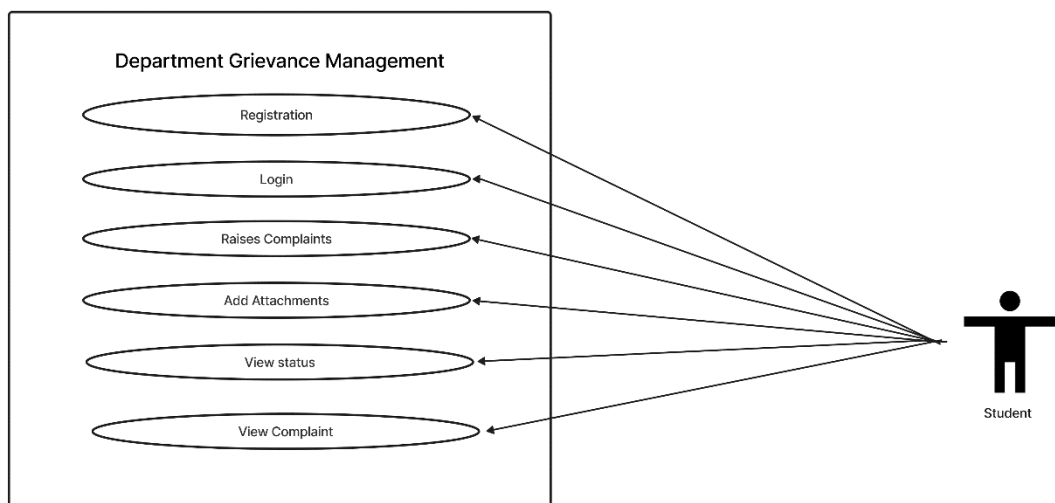 Department Grievance Management
Registration
Login
Raises Complaints
Add Attachments
View status
View Complaint
Student